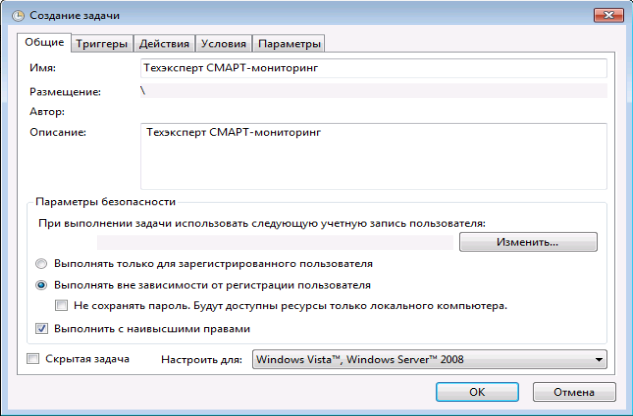 Создание задачи
Общие Триггеры Действия Условия Параметры
Имя: Техэксперт СМАРТ-мониторинг
Размещение: \
Автор:
Описание: Техэксперт СМАРТ-мониторинг
Параметры безопасности
При выполнении задачи использовать следующую учетную запись пользователя:
Изменить...
Выполнять только для зарегистрированного пользователя
Выполнять вне зависимости от регистрации пользователя
Не сохранять пароль. Будут доступны ресурсы только локального компьютера.
Выполнить с наивысшими правами
Скрытая задача Настроить для: Windows Vista™, Windows Server™ 2008
ОК Отмена